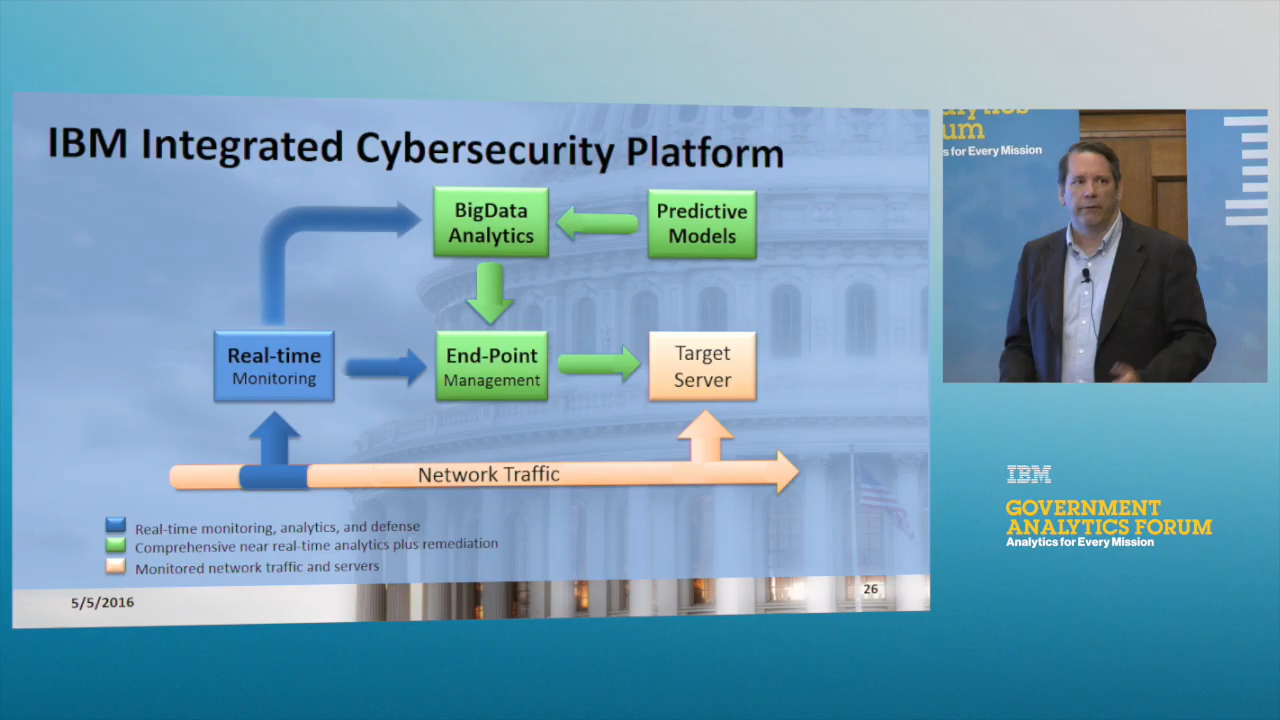 IBM Integrated Cybersecurity Platform
BigData
Analytics
Predictive
Models
Real-time
Monitoring
End-Point
Management
Target
Server
Network Traffic
Real-time monitoring, analytics, and defense
Comprehensive near real-time analytics plus remediation
Monitored network traffic and servers
5/5/2016
26
um
s for Every Mission
IBM
GOVERNMENT
ANALYTICS FORUM
Analytics for Every Mission